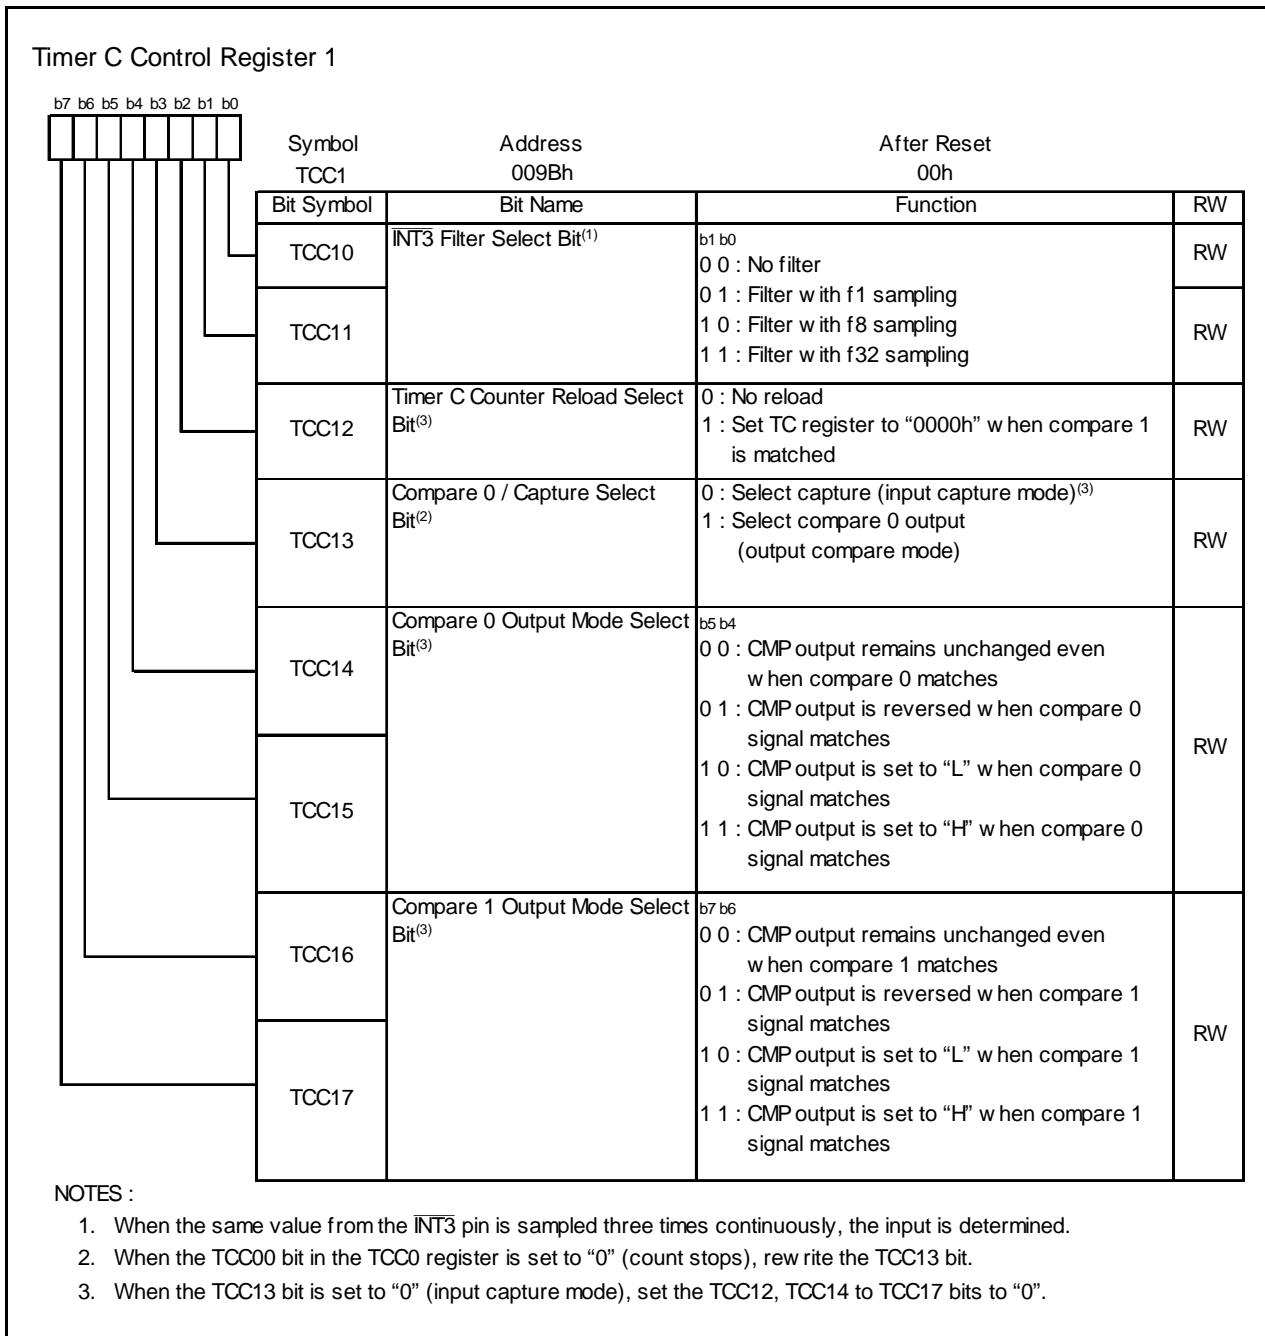 Timer C Control Register 1
b7 b6 b5 b4 b3 b2 b1 b0
Symbol Address After Reset
TCC1 009Bh 00h
Bit Symbol Bit Name Function RW
TCC10 INT3 Filter Select Bit(1) b1 b0 RW
0 0 : No filter
0 1 : Filter with f1 sampling
TCC11 1 0 : Filter with f8 sampling RW
1 1 : Filter with f32 sampling
TCC12 Timer C Counter Reload Select 0 : No reload RW
Bit(3) 1 : Set TC register to “0000h” when compare 1
is matched
TCC13 Compare 0 / Capture Select 0 : Select capture (input capture mode)(3) RW
Bit(2) 1 : Select compare 0 output
(output compare mode)
TCC14 Compare 0 Output Mode Select b5 b4
Bit(3) 0 0 : CMP output remains unchanged even
when compare 0 matches
0 1 : CMP output is reversed when compare 0
signal matches RW
TCC15 1 0 : CMP output is set to “L” when compare 0
signal matches
1 1 : CMP output is set to “H” when compare 0
signal matches
TCC16 Compare 1 Output Mode Select b7 b6
Bit(3) 0 0 : CMP output remains unchanged even
when compare 1 matches
0 1 : CMP output is reversed when compare 1
signal matches RW
TCC17 1 0 : CMP output is set to “L” when compare 1
signal matches
1 1 : CMP output is set to “H” when compare 1
signal matches
NOTES :
1. When the same value from the INT3 pin is sampled three times continuously, the input is determined.
2. When the TCC00 bit in the TCC0 register is set to “0” (count stops), rewrite the TCC13 bit.
3. When the TCC13 bit is set to “0” (input capture mode), set the TCC12, TCC14 to TCC17 bits to “0”.